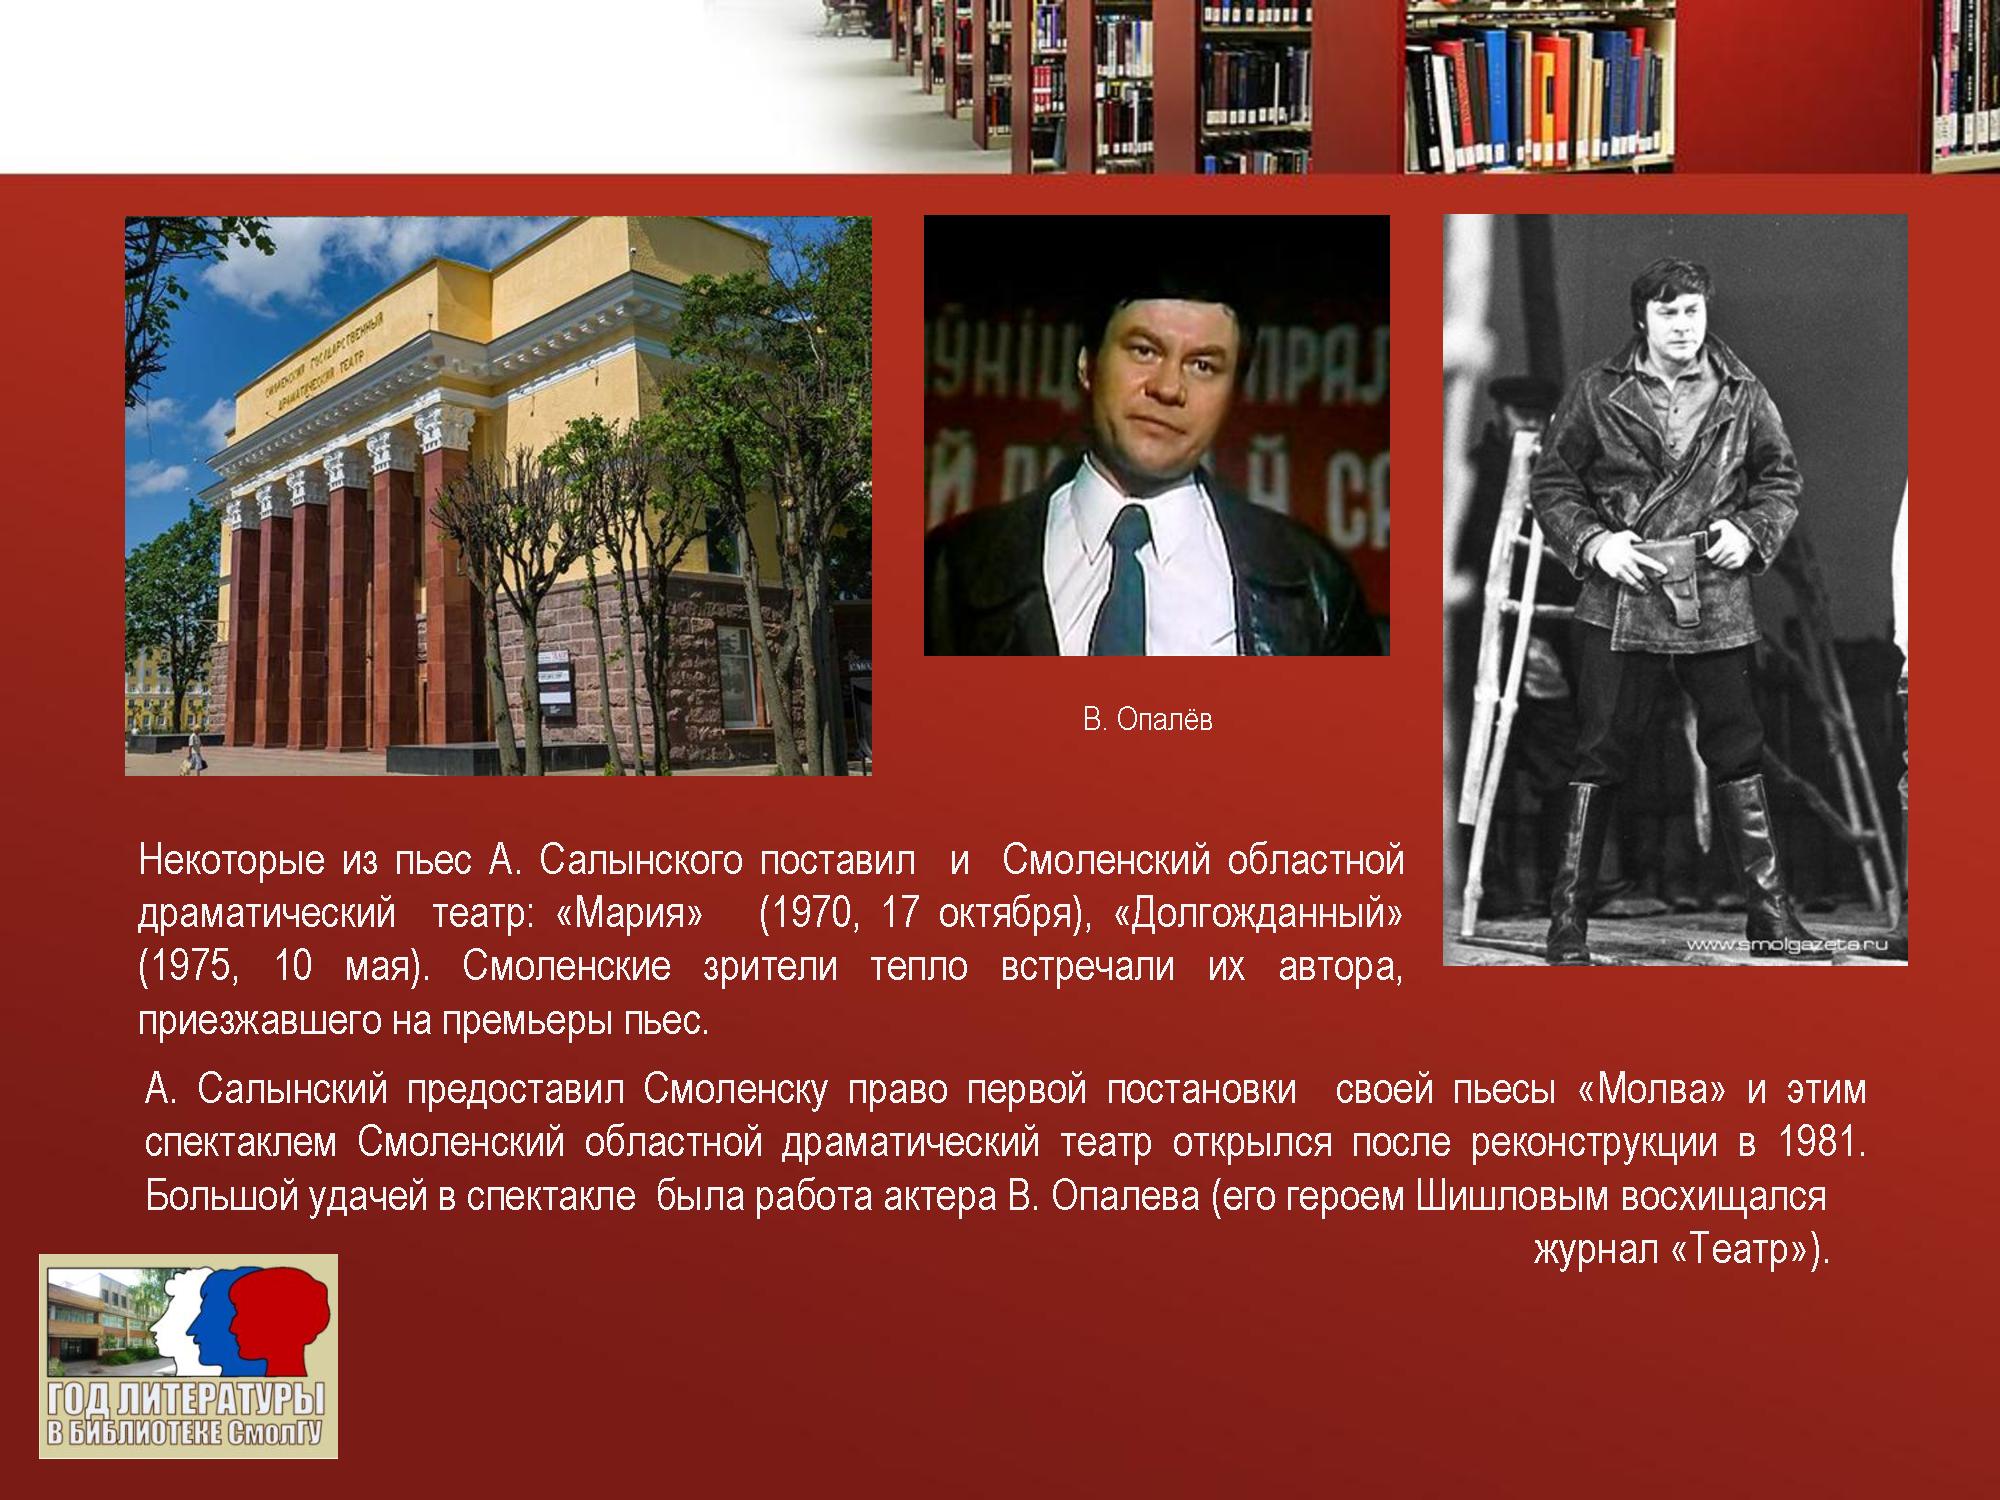 СМОЛЕНСКИЙ ГОСУДАРСТВЕННЫЙ
ДРАМАТИЧЕСКИЙ ТЕАТР
В. Опалёв
www.smolgazeta.ru
Некоторые из пьес А. Салынского поставил и Смоленский областной
драматический театр: «Мария» (1970, 17 октября), «Долгожданный»
(1975, 10 мая). Смоленские зрители тепло встречали их автора,
приезжавшего на премьеры пьес.
А. Салынский предоставил Смоленску право первой постановки своей пьесы «Молва» и этим
спектаклем Смоленский областной драматический театр открылся после реконструкции в 1981.
Большой удачей в спектакле была работа актера В. Опалева (его героем Шишловым восхищался
журнал «Театр»).
ГОД ЛИТЕРАТУРЫ
В БИБЛИОТЕКЕ СмолГУ